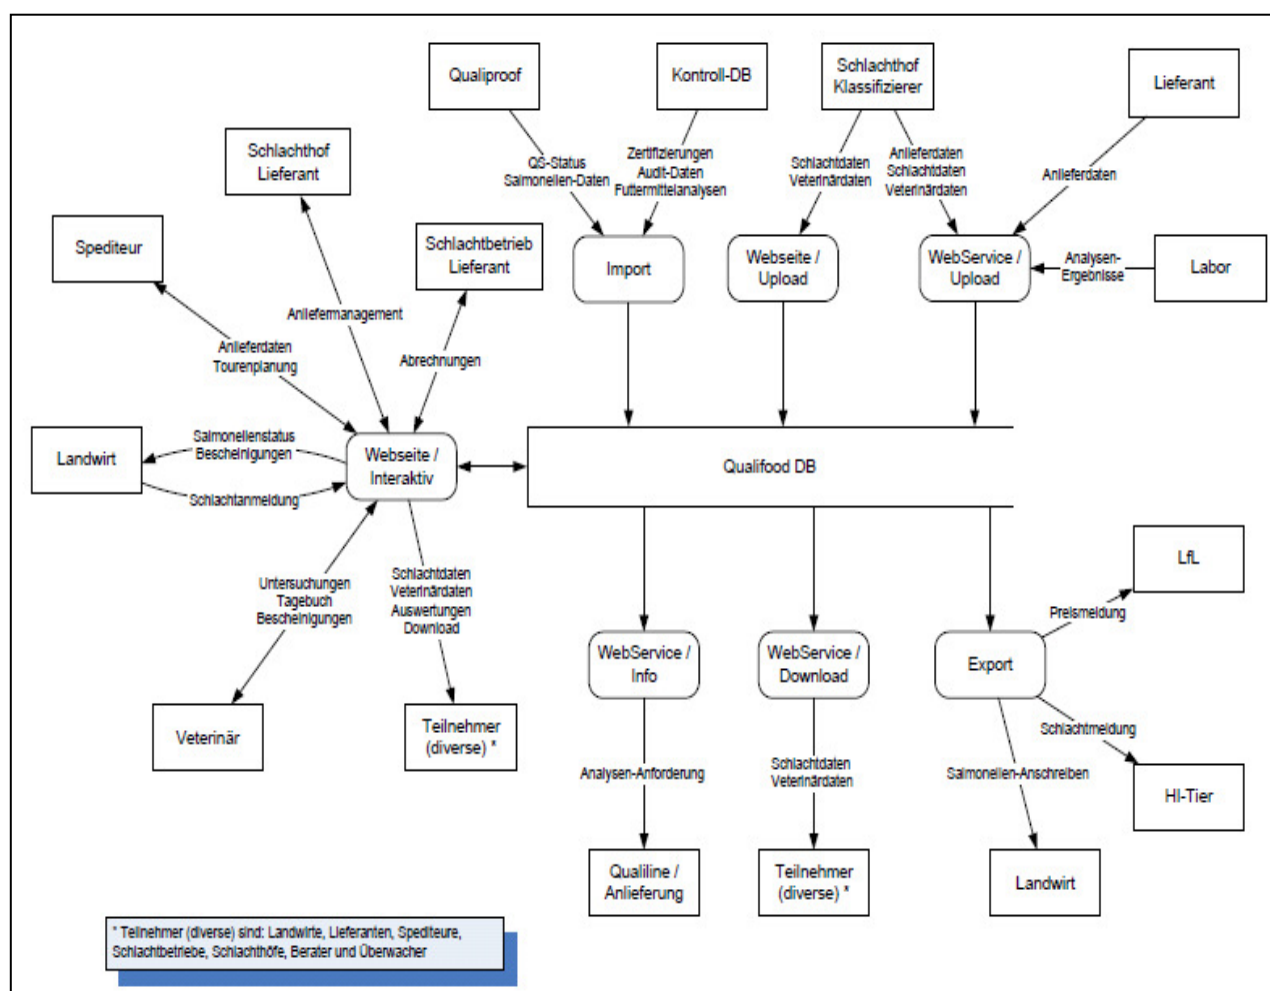 Qualiproof
Kontroll-DB
Schlachthof
Klassifizierer
Lieferant
Schlachthof
Lieferant
QS-Status
Salmonellen-Daten
Zertifizierungen
Audit-Daten
Futtermittelanalysen
Schlachtdaten
Veterinärdaten
Anlieferdaten
Schlachtdaten
Veterinärdaten
Anlieferdaten
Spediteur
Schlachtbetrieb
Lieferant
Import
Webseite /
Upload
WebService /
Upload
Analysen-
Ergebnisse
Labor
Anliefermanagement
Anlieferdaten
Tourenplanung
Abrechnungen
Landwirt
Salmonellenstatus
Bescheinigungen
Schlachtanmeldung
Webseite /
Interaktiv
Qualifood DB
Untersuchungen
Tagebuch
Bescheinigungen
Schlachtdaten
Veterinärdaten
Auswertungen
Download
LfL
Preismeldung
WebService /
Info
WebService /
Download
Export
Veterinär
Teilnehmer
(diverse) *
Schlachtmeldung
Analysen-Anforderung
Schlachtdaten
Veterinärdaten
Salmonellen-Anschreiben
HI-Tier
Qualiline /
Anlieferung
Teilnehmer
(diverse) *
Landwirt
* Teilnehmer (diverse) sind: Landwirte, Lieferanten, Spediteure,
Schlachtbetriebe, Schlachthöfe, Berater und Überwacher